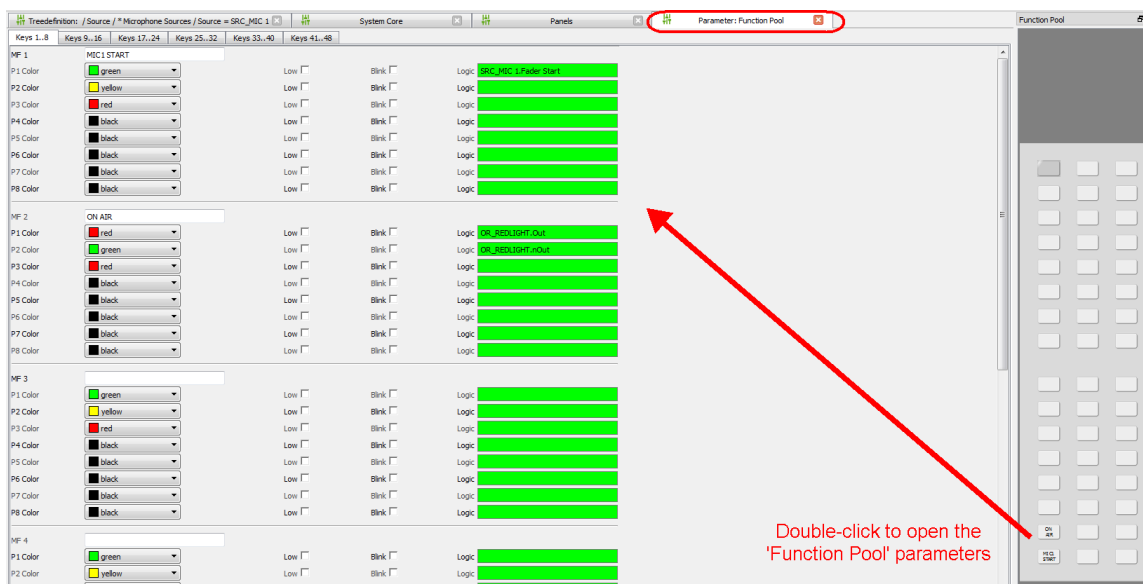 Treedefinition: / Source / * Microphone Sources / Source = SRC_MIC 1
System Core
Panels
Parameter: Function Pool
Function Pool
Keys 1..8 Keys 9..16 Keys 17..24 Keys 25..32 Keys 33..40 Keys 41..48
MF 1 MIC1 START
P1 Color green Low Blink Logic SRC_MIC 1.Fader Start
P2 Color yellow Low Blink Logic
P3 Color red Low Blink Logic
P4 Color black Low Blink Logic
P5 Color black Low Blink Logic
P6 Color black Low Blink Logic
P7 Color black Low Blink Logic
P8 Color black Low Blink Logic
MF 2 ON AIR
P1 Color red Low Blink Logic OR_REDLIGHT.Out
P2 Color green Low Blink Logic OR_REDLIGHT.nOut
P3 Color red Low Blink Logic
P4 Color black Low Blink Logic
P5 Color black Low Blink Logic
P6 Color black Low Blink Logic
P7 Color black Low Blink Logic
P8 Color black Low Blink Logic
MF 3
P1 Color green Low Blink Logic
P2 Color yellow Low Blink Logic
P3 Color red Low Blink Logic
P4 Color black Low Blink Logic
P5 Color black Low Blink Logic
P6 Color black Low Blink Logic
P7 Color black Low Blink Logic
P8 Color black Low Blink Logic
MF 4
P1 Color green Low Blink Logic
P2 Color yellow Low Blink Logic
Double-click to open the
'Function Pool' parameters
ON
AIR
MIC1
START